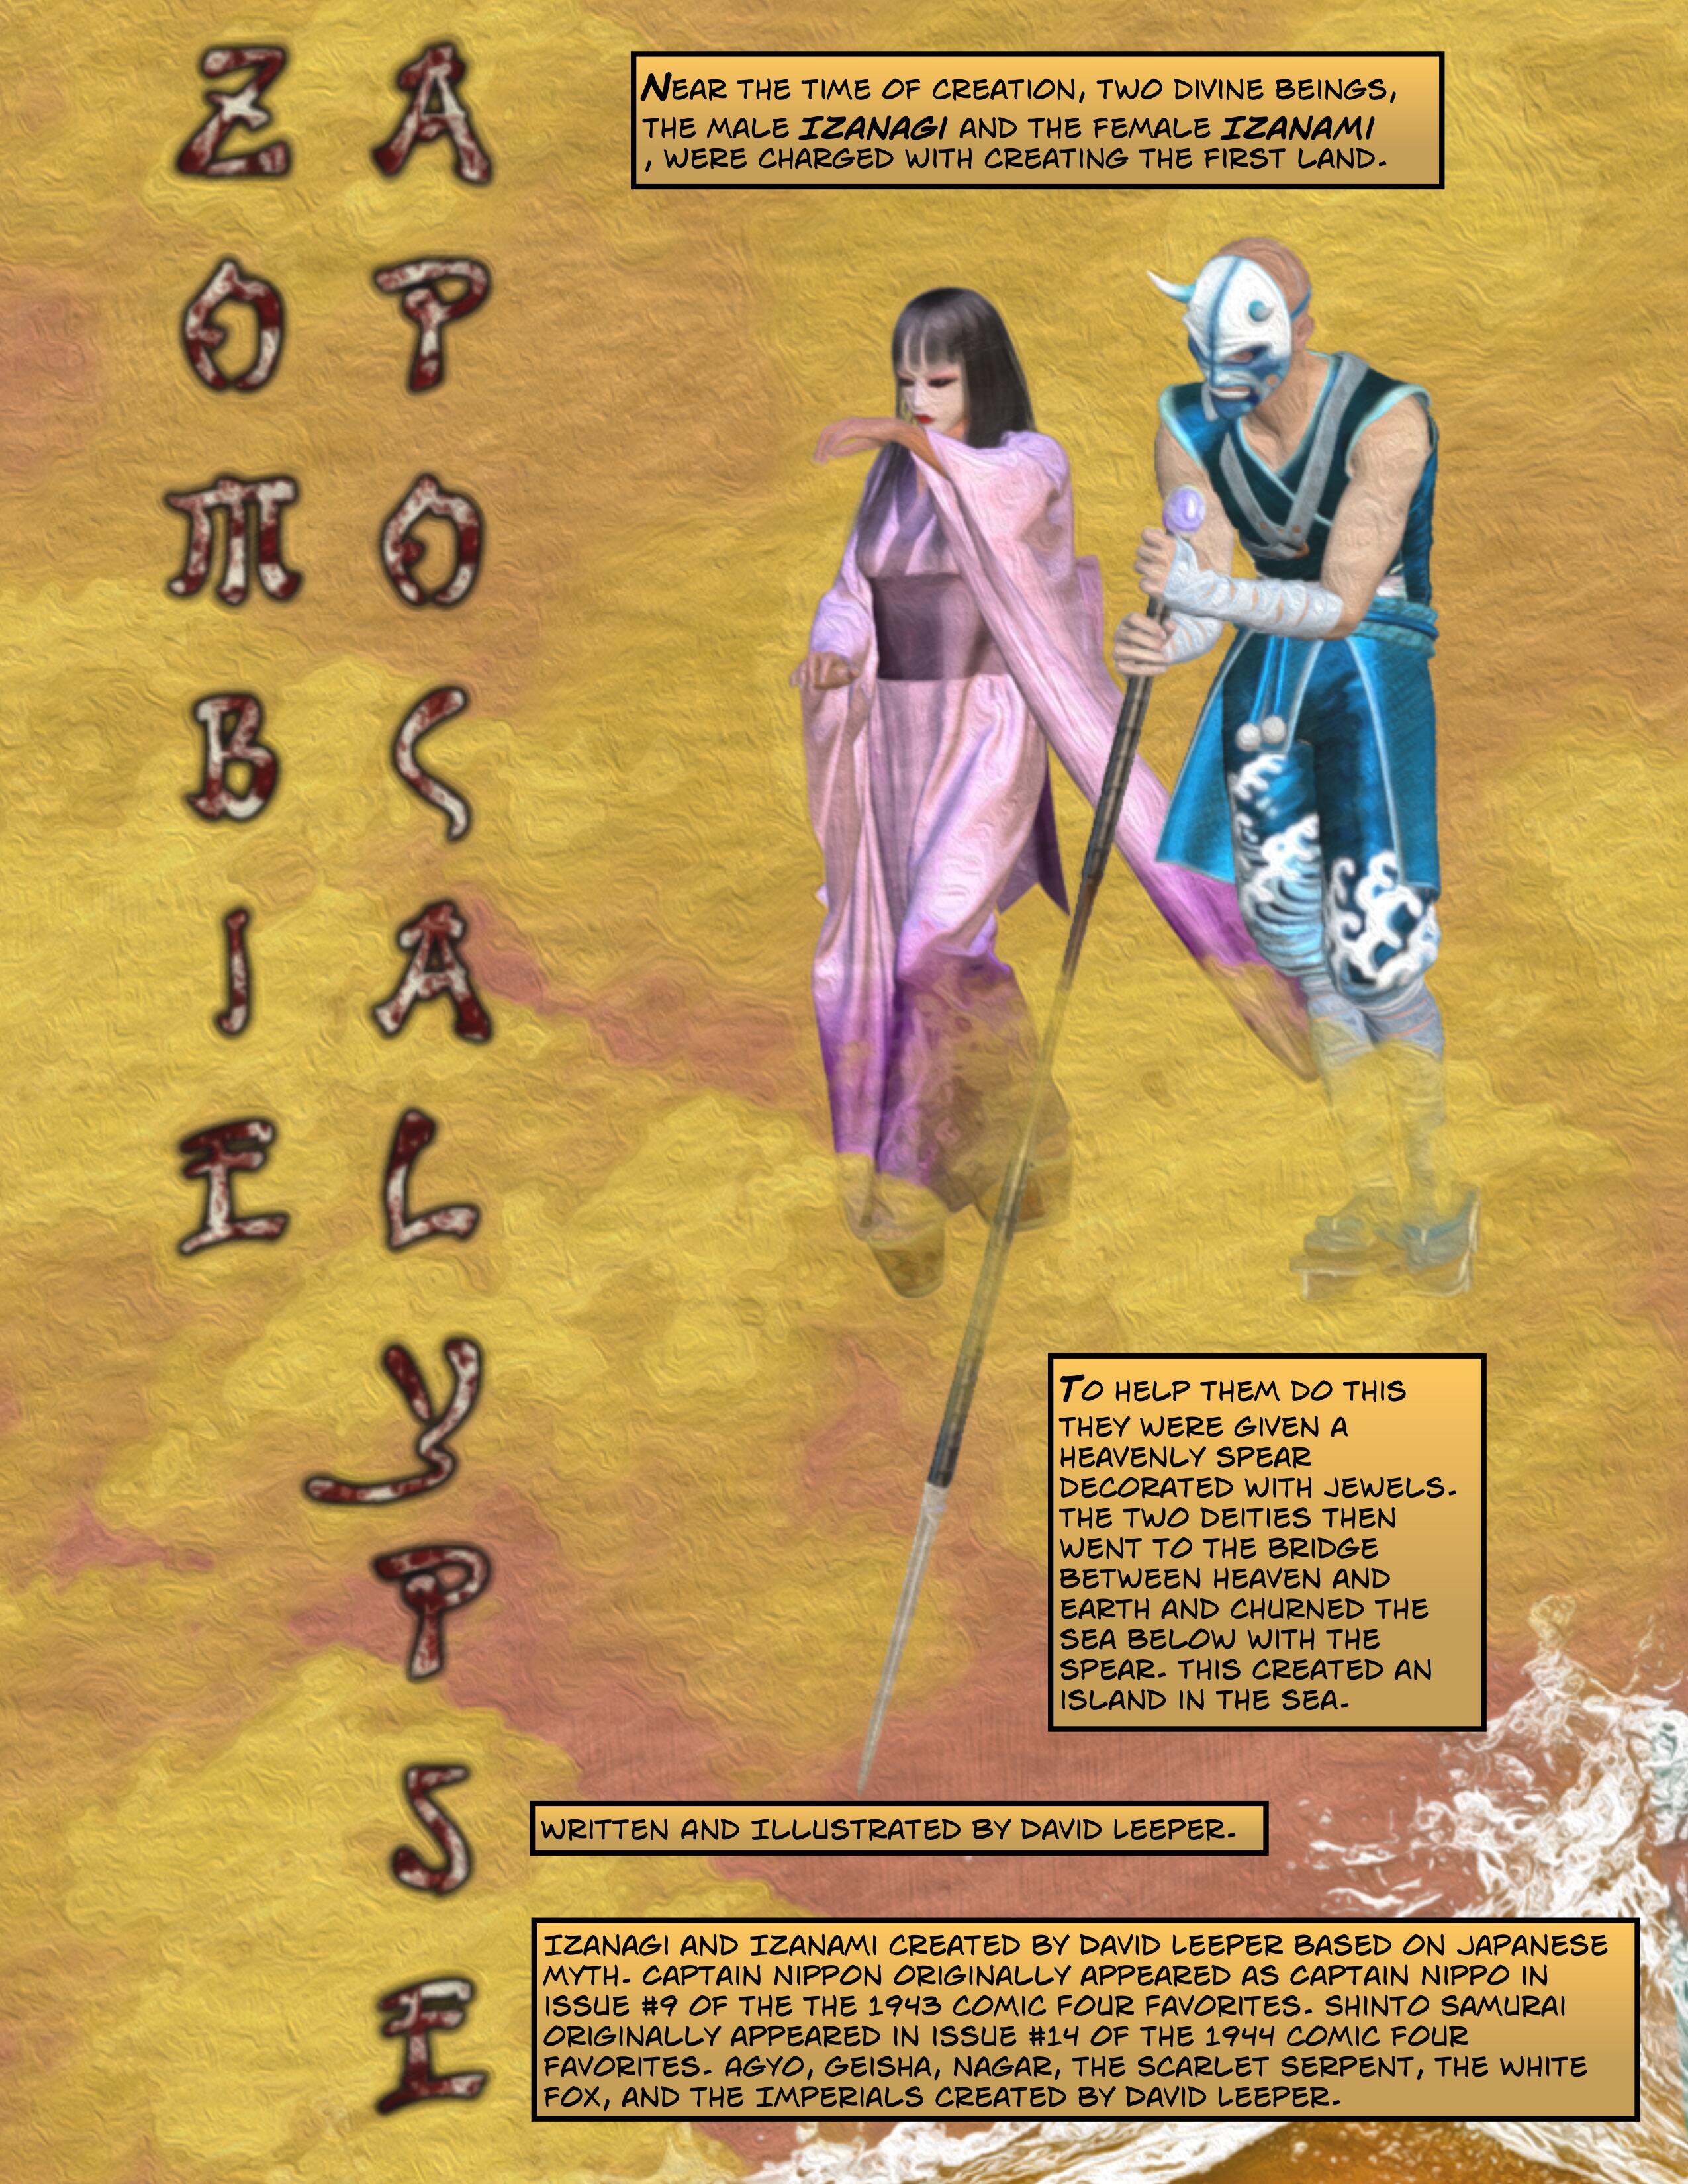 ZOMBIE
APOCALYPSE
NEAR THE TIME OF CREATION, TWO DIVINE BEINGS,
THE MALE IZANAGI AND THE FEMALE IZANAMI
, WERE CHARGED WITH CREATING THE FIRST LAND.
TO HELP THEM DO THIS
THEY WERE GIVEN A
HEAVENLY SPEAR
DECORATED WITH JEWELS.
THE TWO DEITIES THEN
WENT TO THE BRIDGE
BETWEEN HEAVEN AND
EARTH AND CHURNED THE
SEA BELOW WITH THE
SPEAR. THIS CREATED AN
ISLAND IN THE SEA.
WRITTEN AND ILLUSTRATED BY DAVID LEEPER.
IZANAGI AND IZANAMI CREATED BY DAVID LEEPER BASED ON JAPANESE
MYTH. CAPTAIN NIPPON ORIGINALLY APPEARED AS CAPTAIN NIPPO IN
ISSUE #9 OF THE THE 1943 COMIC FOUR FAVORITES. SHINTO SAMURAI
ORIGINALLY APPEARED IN ISSUE #14 OF THE 1944 COMIC FOUR
FAVORITES. AGYO, GEISHA, NAGAR, THE SCARLET SERPENT, THE WHITE
FOX, AND THE IMPERIALS CREATED BY DAVID LEEPER.